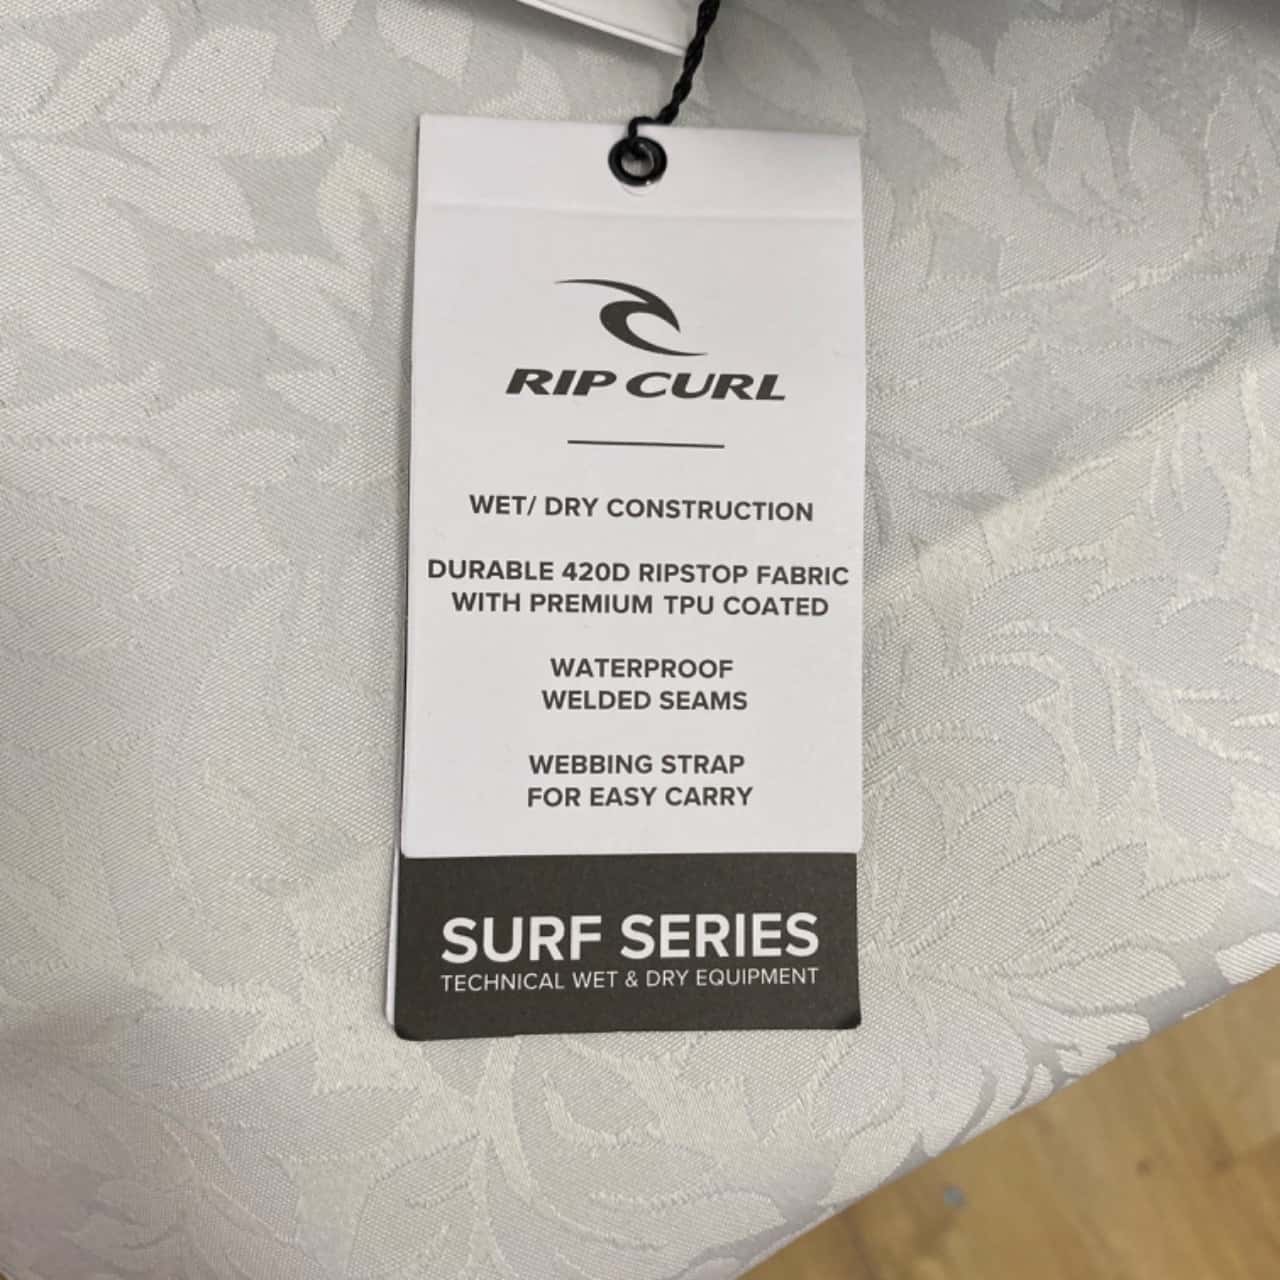 RIP CURL
WET/ DRY CONSTRUCTION
DURABLE 420D RIPSTOP FABRIC
WITH PREMIUM TPU COATED
WATERPROOF
WELDED SEAMS
WEBBING STRAP
FOR EASY CARRY
SURF SERIES
TECHNICAL WET & DRY EQUIPMENT